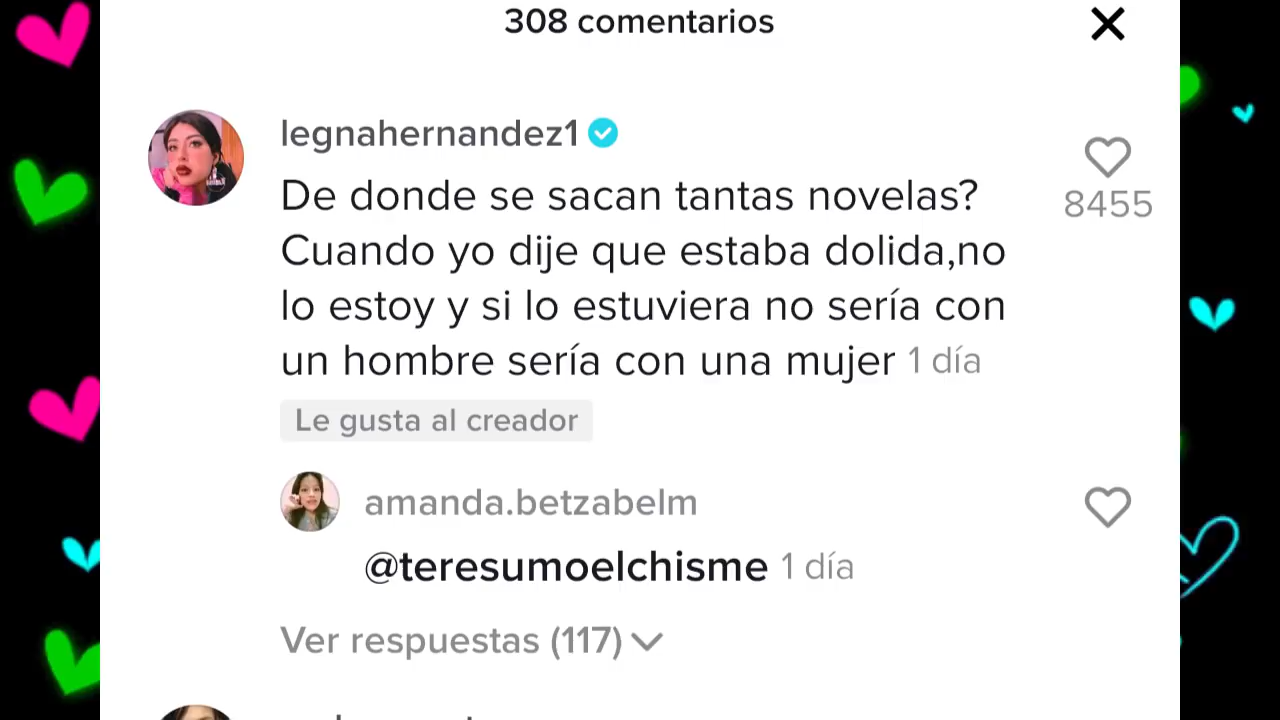 308 comentarios
legnahernandez1
De donde se sacan tantas novelas?
Cuando yo dije que estaba dolida,no
lo estoy y si lo estuviera no sería con
un hombre sería con una mujer 1 día
8455
Le gusta al creador
amanda.betzabelm
@teresumoelchisme 1 día
Ver respuestas (117)